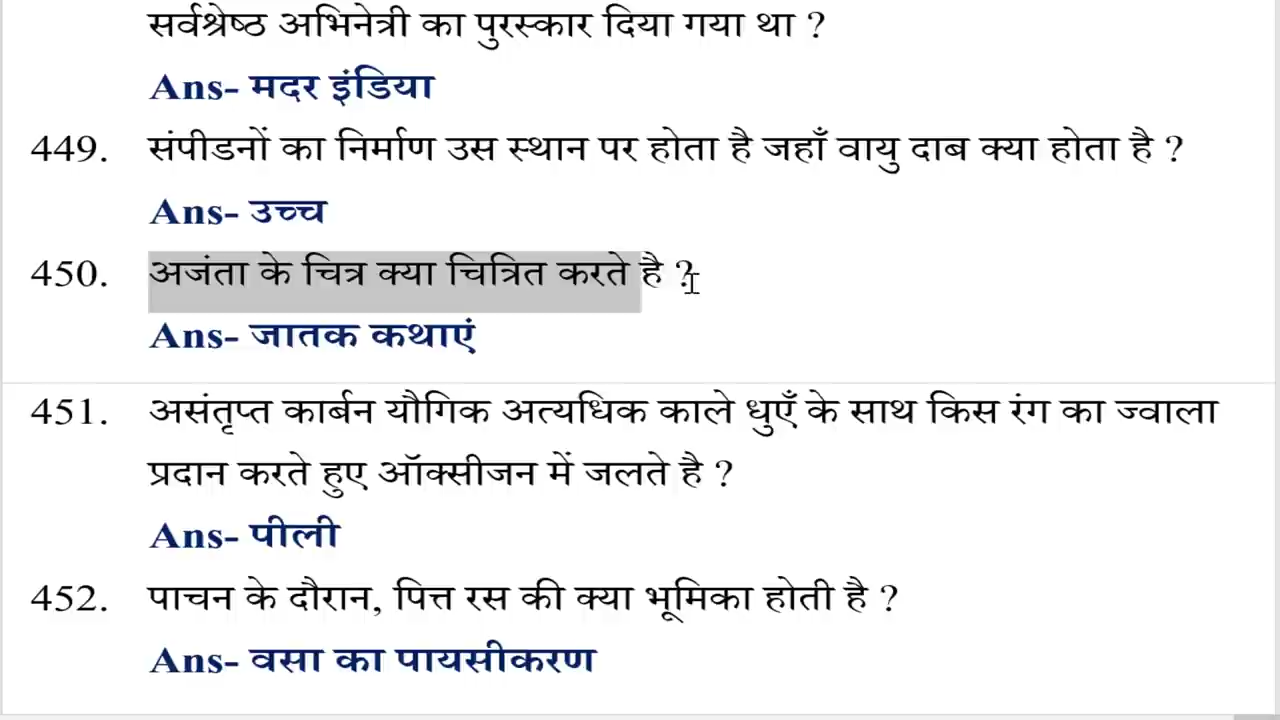 सर्वश्रेष्ठ अभिनेत्री का पुरस्कार दिया गया था ?
Ans- मदर इंडिया
449. संपीडनों का निर्माण उस स्थान पर होता है जहाँ वायु दाब क्या होता है ?
Ans- उच्च
450. अजंता के चित्र क्या चित्रित करते है ?
Ans- जातक कथाएं
451. असंतृप्त कार्बन यौगिक अत्यधिक काले धुएँ के साथ किस रंग का ज्वाला
प्रदान करते हुए ऑक्सीजन में जलते है ?
Ans- पीली
452. पाचन के दौरान, पित्त रस की क्या भूमिका होती है ?
Ans- वसा का पायसीकरण